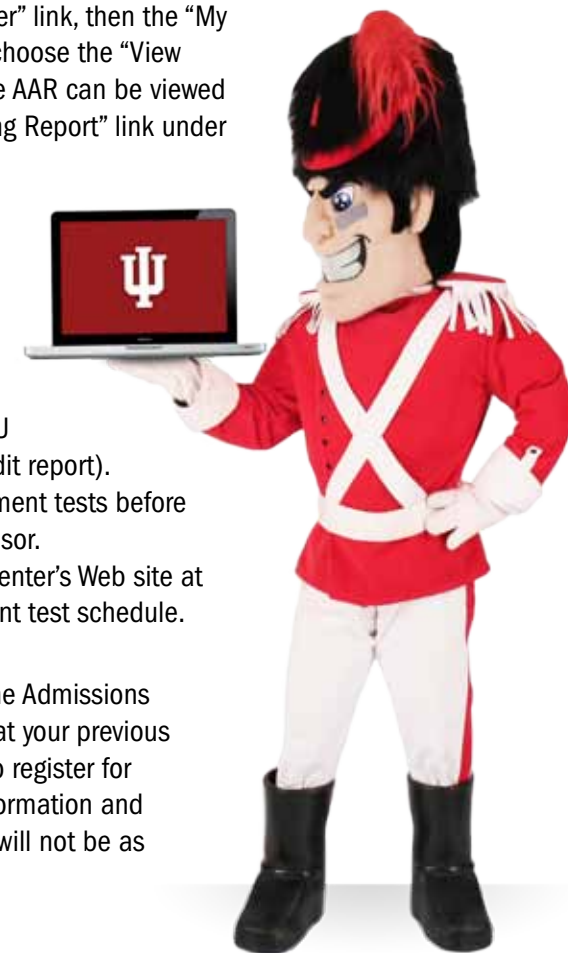 er” link, then the “My
choose the “View
e AAR can be viewed
ng Report” link under
U
dit report).
ment tests before
sor.
enter’s Web site at
nt test schedule.
ne Admissions
at your previous
o register for
ormation and
will not be as